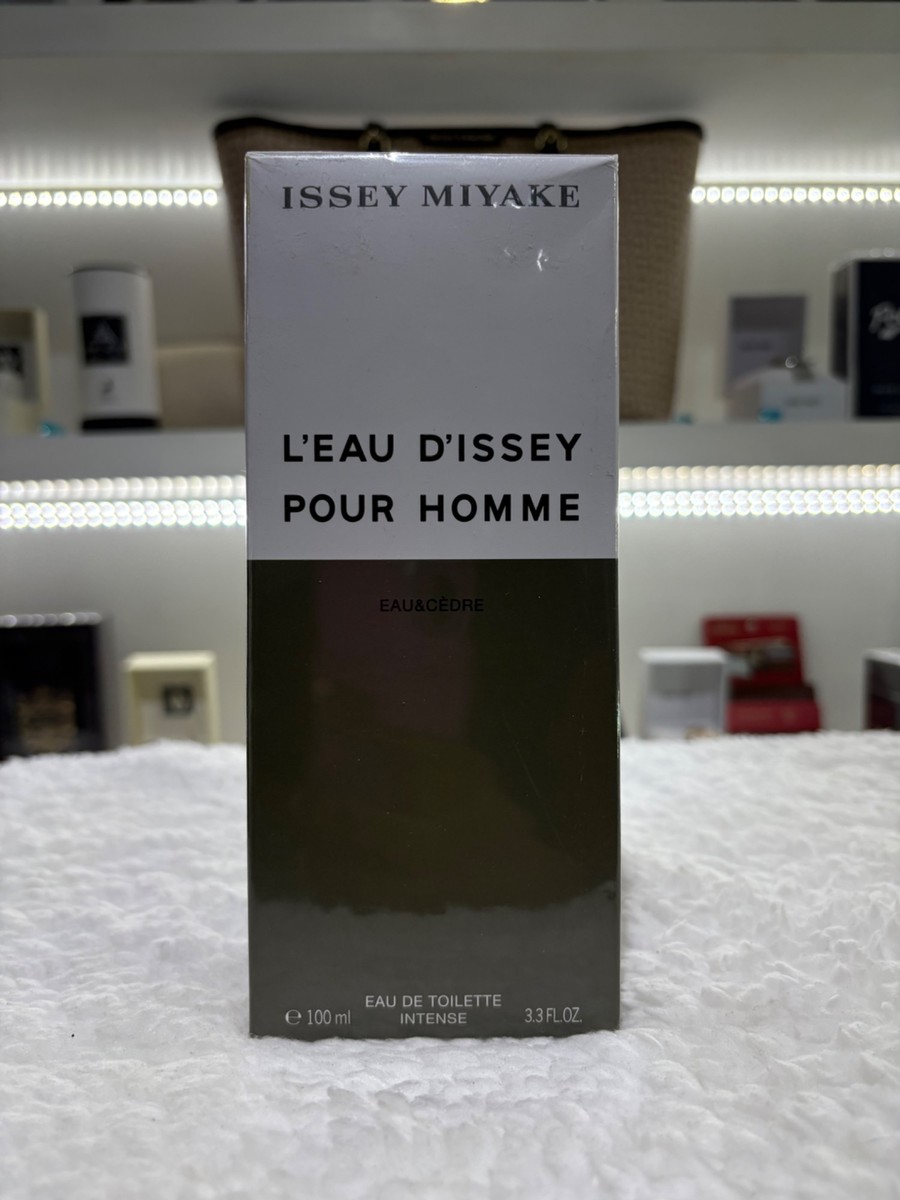 ISSEY MIYAKE
L'EAU D'ISSEY
POUR HOMME
EAU&CÈDRE
EAU DE TOILETTE
INTENSE
℮ 100 ml
3.3 FL.OZ.